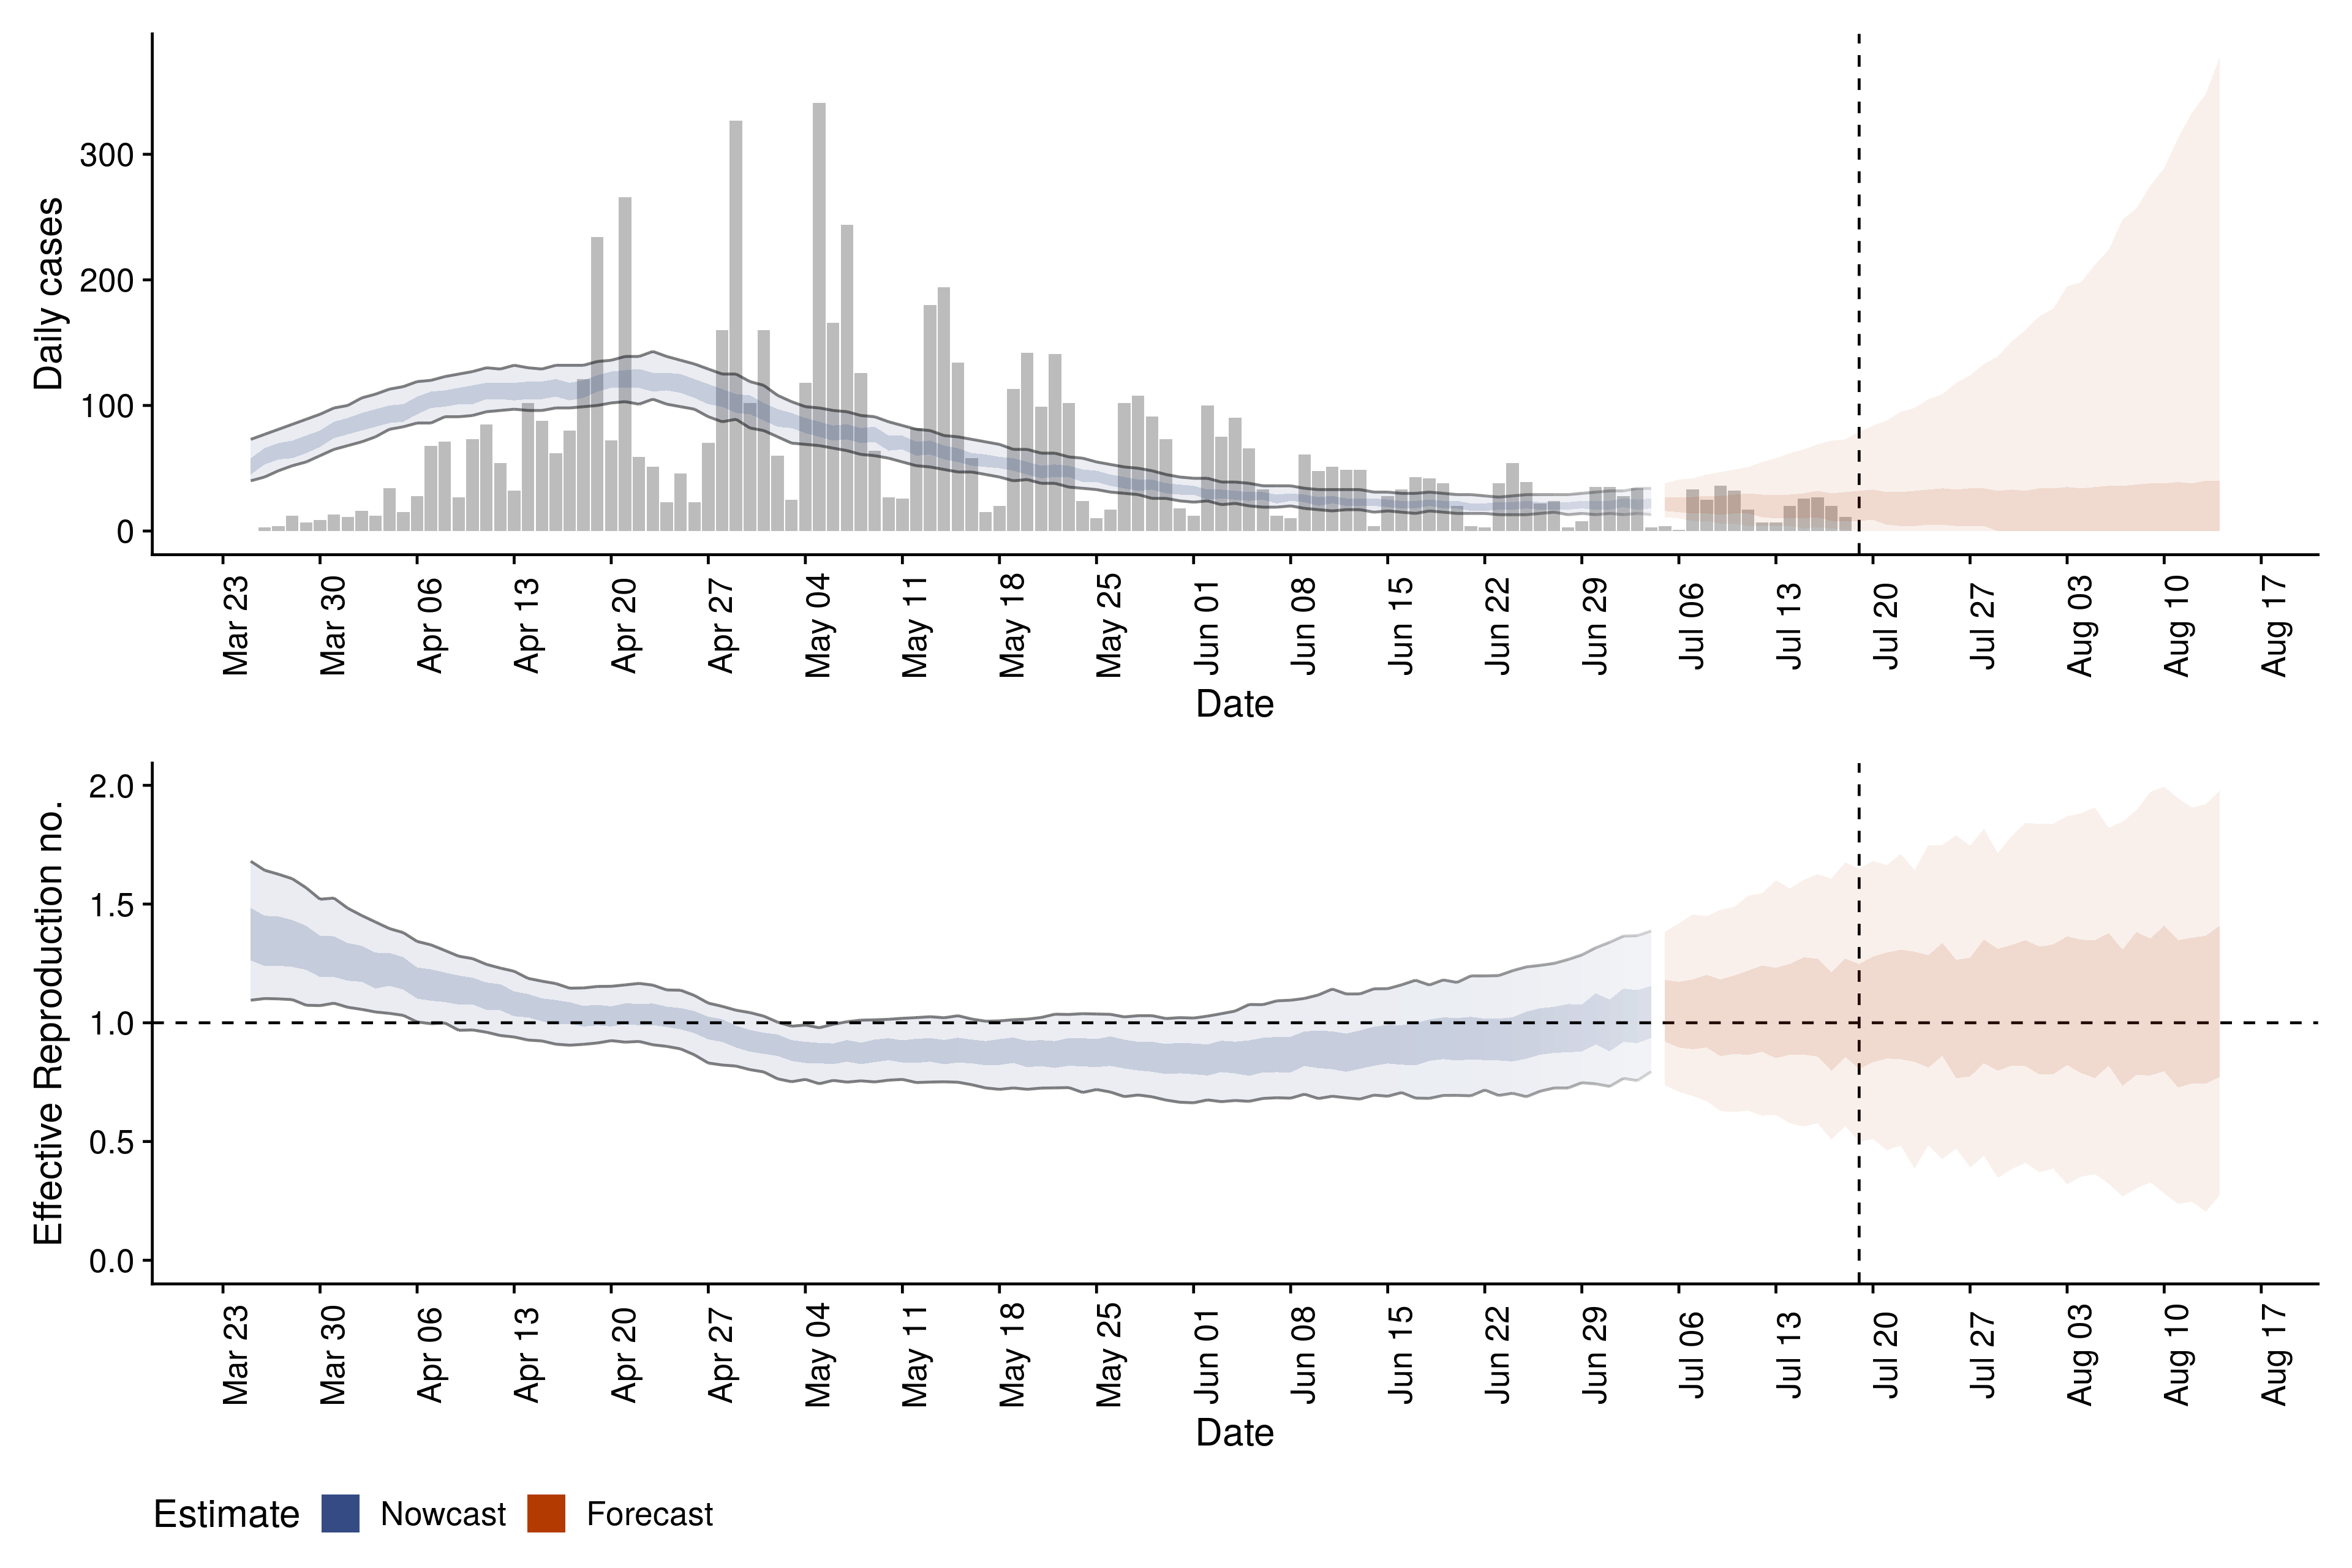 Daily cases
300
200
100
0
Mar 23 Mar 30 Apr 06 Apr 13 Apr 20 Apr 27 May 04 May 11 May 18 May 25 Jun 01 Jun 08 Jun 15 Jun 22 Jun 29 Jul 06 Jul 13 Jul 20 Jul 27 Aug 03 Aug 10 Aug 17
Date
Effective Reproduction no.
2.0
1.5
1.0
0.5
0.0
Mar 23 Mar 30 Apr 06 Apr 13 Apr 20 Apr 27 May 04 May 11 May 18 May 25 Jun 01 Jun 08 Jun 15 Jun 22 Jun 29 Jul 06 Jul 13 Jul 20 Jul 27 Aug 03 Aug 10 Aug 17
Date
Estimate Nowcast Forecast